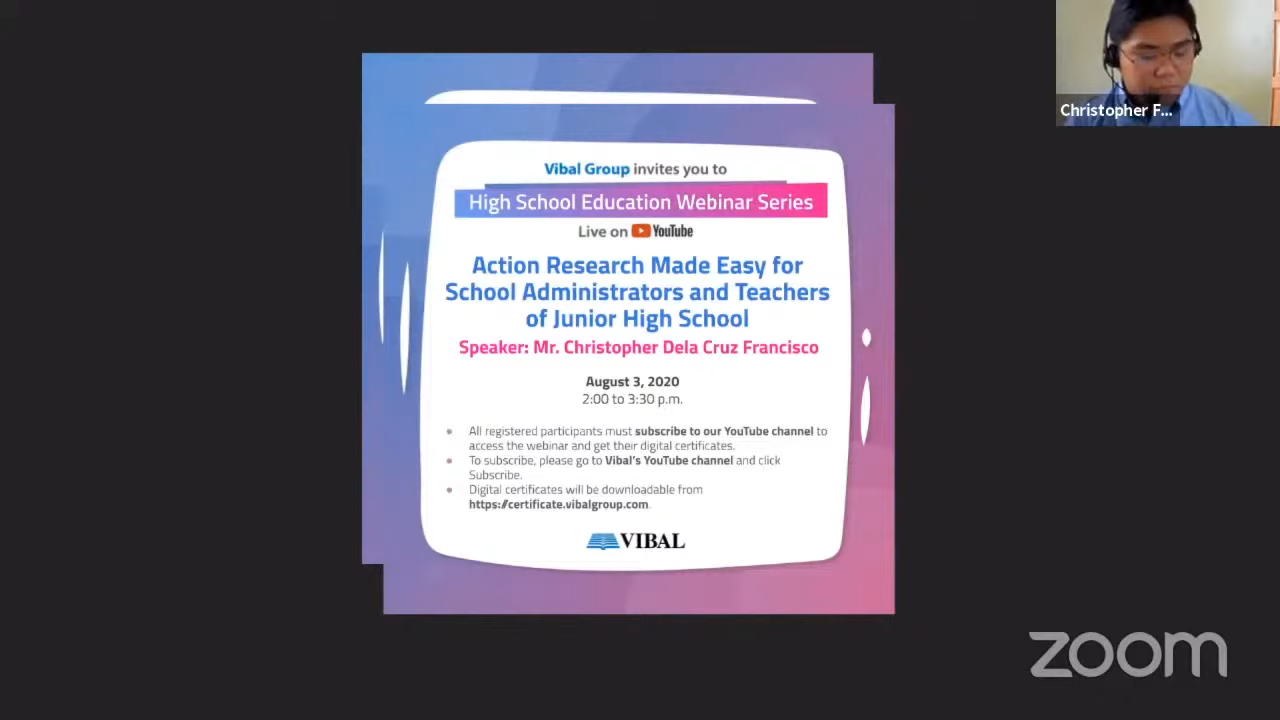 Christopher F...
Vibal Group invites you to
High School Education Webinar Series
Live on YouTube
Action Research Made Easy for
School Administrators and Teachers
of Junior High School
Speaker: Mr. Christopher Dela Cruz Francisco
August 3, 2020
2:00 to 3:30 p.m.
• All registered participants must subscribe to our YouTube channel to
access the webinar and get their digital certificates.
• To subscribe, please go to Vibal's YouTube channel and click
Subscribe.
• Digital certificates will be downloadable from
https://certificate.vibalgroup.com.
VIBAL
zoom